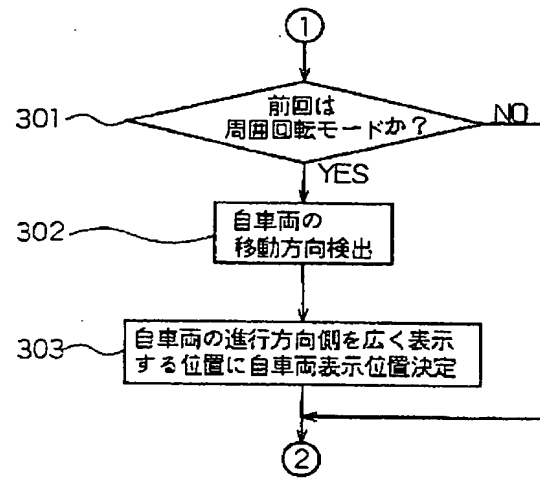 ①
301
前回は
周囲回転モードか？
NO
YES
302
自車両の
移動方向検出
303
自車両の進行方向側を広く表示
する位置に自車両表示位置決定
②